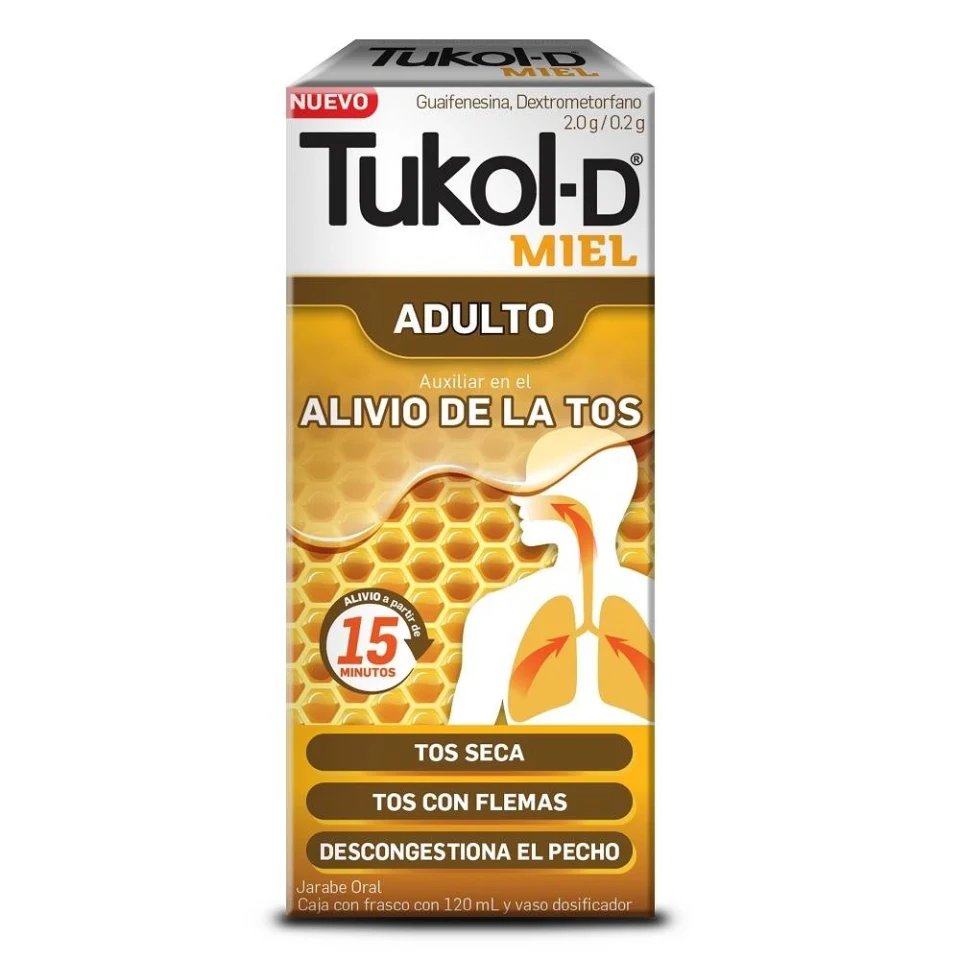 TUKOL-D
MIEL
NUEVO
Guaifenesina, Dextrometorfano
2.0 g / 0.2 g
TUKOL-D®
MIEL
ADULTO
Auxiliar en el
ALIVIO DE LA TOS
ALIVIO a partir de
15
MINUTOS
TOS SECA
TOS CON FLEMAS
DESCONGESTIONA EL PECHO
Jarabe Oral
Caja con frasco con 120 mL y vaso dosificador